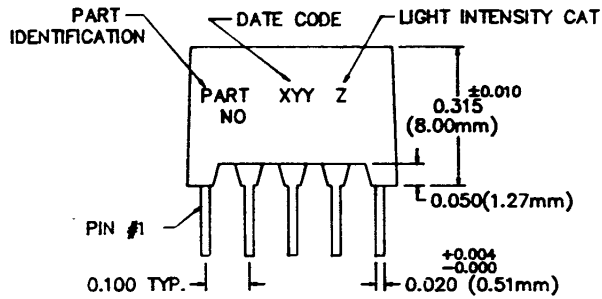 PART IDENTIFICATION
DATE CODE
LIGHT INTENSITY CAT
PART NO
XYY
Z
0.315 ±0.010
(8.00mm)
0.050(1.27mm)
PIN #1
0.100 TYP.
+0.004
-0.000
0.020 (0.51mm)